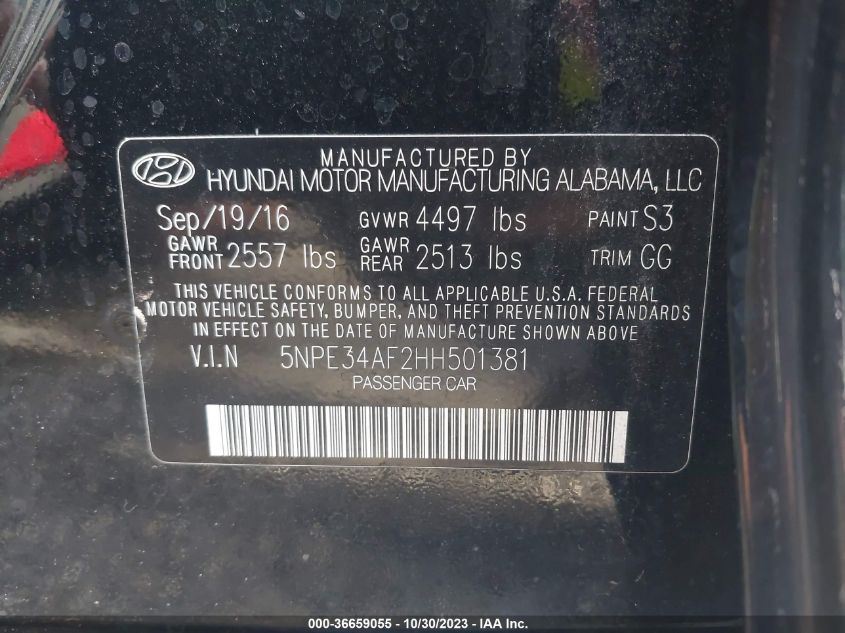 MANUFACTURED BY
HYUNDAI MOTOR MANUFACTURING ALABAMA, LLC
Sep/19/16 GVWR 4497 lbs PAINT S3
GAWR FRONT 2557 lbs GAWR REAR 2513 lbs TRIM GG
THIS VEHICLE CONFORMS TO ALL APPLICABLE U.S.A. FEDERAL
MOTOR VEHICLE SAFETY, BUMPER, AND THEFT PREVENTION STANDARDS
IN EFFECT ON THE DATE OF MANUFACTURE SHOWN ABOVE
V.I.N 5NPE34AF2HH501381
PASSENGER CAR
000-36659055 - 10/30/2023 - IAA Inc.